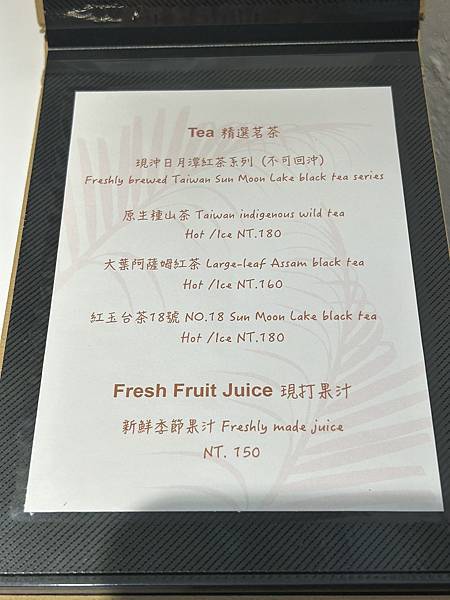 Tea 精選茗茶
現沖日月潭紅茶系列 (不可回沖)
Freshly brewed Taiwan Sun Moon Lake black tea series
原生種山茶 Taiwan indigenous wild tea
Hot /Ice NT.180
大葉阿薩姆紅茶 Large-leaf Assam black tea
Hot /Ice NT.160
紅玉台茶18號 NO.18 Sun Moon Lake black tea
Hot /Ice NT.180
Fresh Fruit Juice 現打果汁
新鮮季節果汁 Freshly made juice
NT. 150